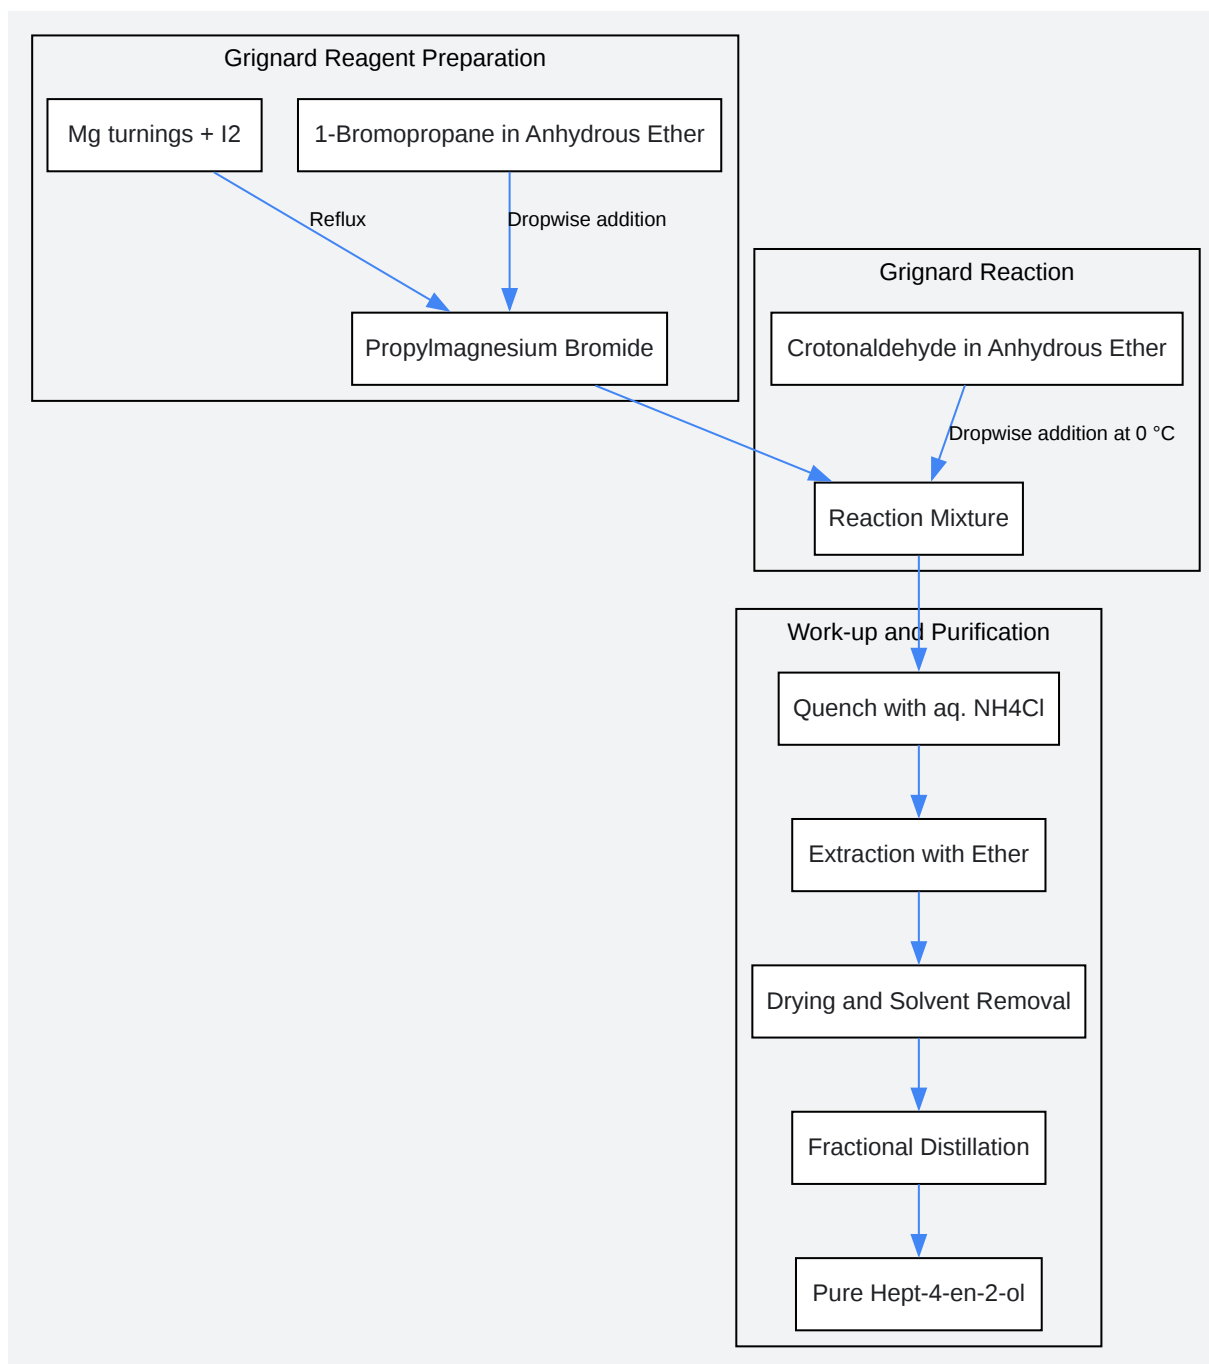 Grignard Reagent Preparation
Mg turnings + I2
1-Bromopropane in Anhydrous Ether
Reflux
Dropwise addition
Propylmagnesium Bromide
Grignard Reaction
Crotonaldehyde in Anhydrous Ether
Dropwise addition at 0 °C
Reaction Mixture
Work-up and Purification
Quench with aq. NH4Cl
Extraction with Ether
Drying and Solvent Removal
Fractional Distillation
Pure Hept-4-en-2-ol